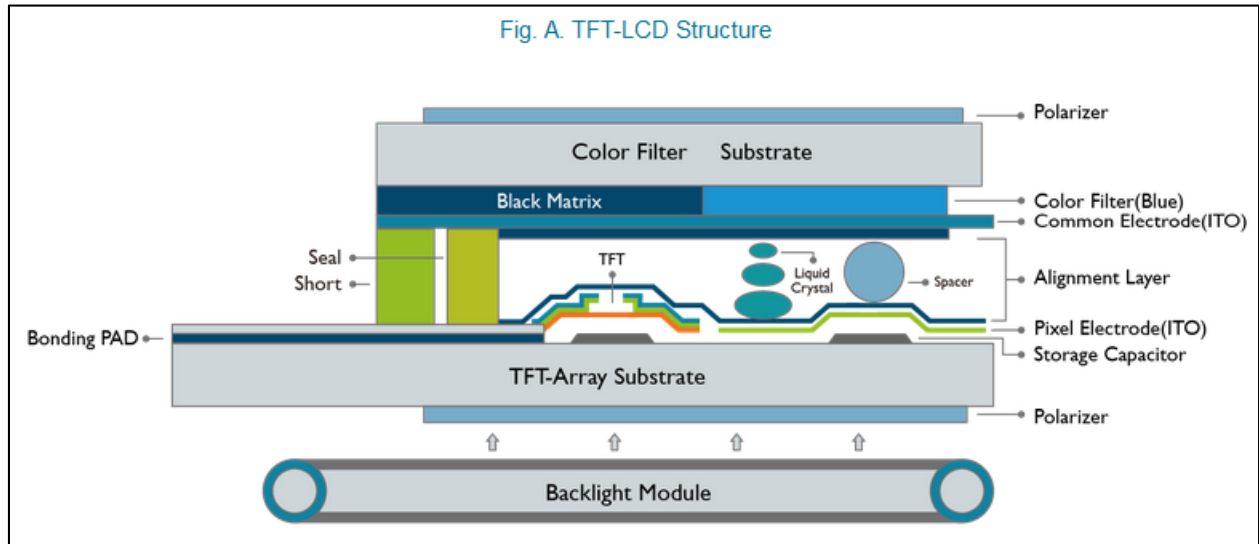 Fig. A. TFT-LCD Structure
Polarizer
Color Filter Substrate
Black Matrix
Color Filter(Blue)
Common Electrode(ITO)
Seal
Short
TFT
Liquid
Crystal
Spacer
Alignment Layer
Bonding PAD
Pixel Electrode(ITO)
Storage Capacitor
TFT-Array Substrate
Polarizer
Backlight Module